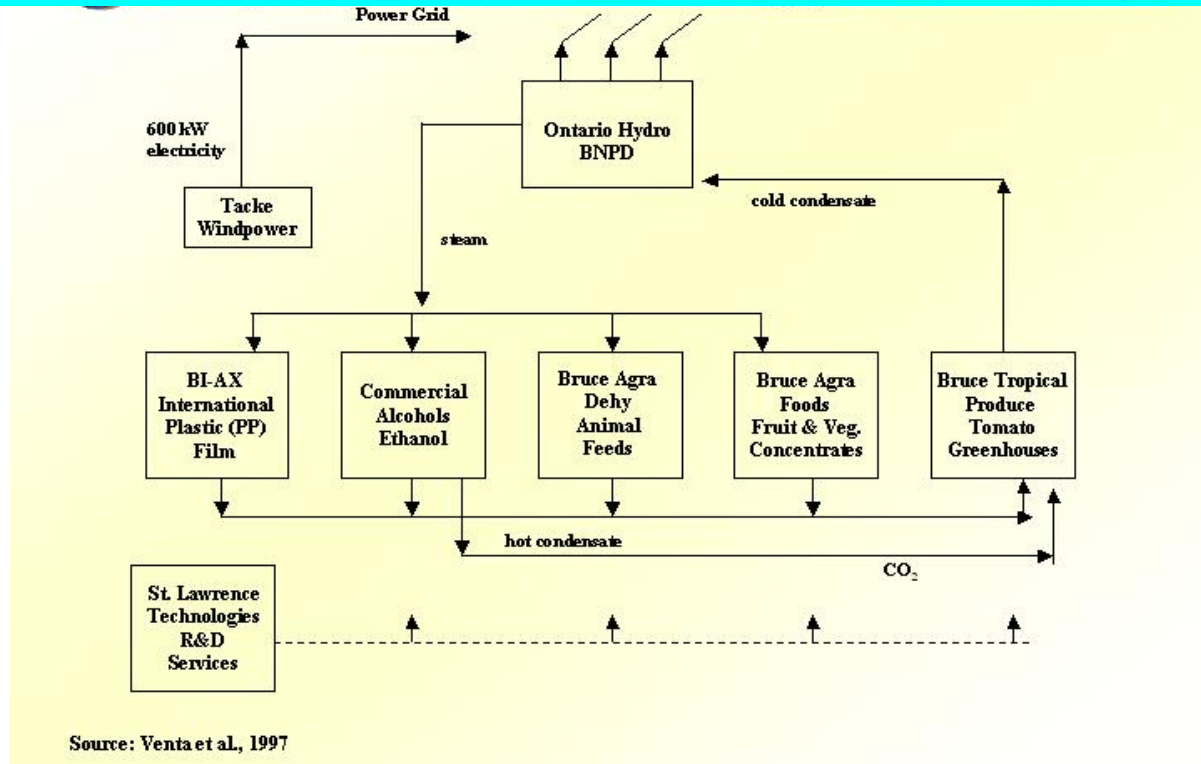 Power Grid
600 kW
electricity
Ontario Hydro
BNPD
Tacke
Windpower
cold condensate
steam
BI-AX
International
Plastic (PP)
Film
Commercial
Alcohols
Ethanol
Bruce Agra
Dehy
Animal
Feeds
Bruce Agra
Foods
Fruit & Veg.
Concentrates
Bruce Tropical
Produce
Tomato
Greenhouses
hot condensate
CO₂
St. Lawrence
Technologies
R&D
Services
Source: Venta et al., 1997